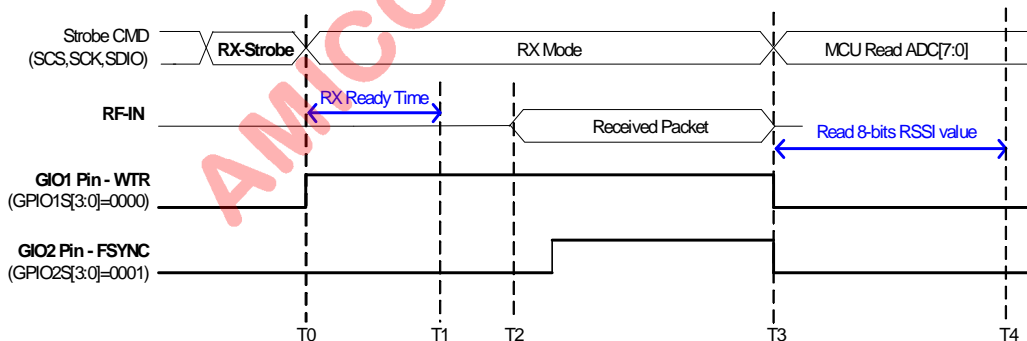 Strobe CMD
(SCS,SCK,SDIO)
RX-Strobe
RX Mode
MCU Read ADC[7:0]
RX Ready Time
RF-IN
Received Packet
Read 8-bits RSSI value
GIO1 Pin - WTR
(GPIO1S[3:0]=0000)
GIO2 Pin - FSYNC
(GPIO2S[3:0]=0001)
T0
T1
T2
T3
T4
AMICC